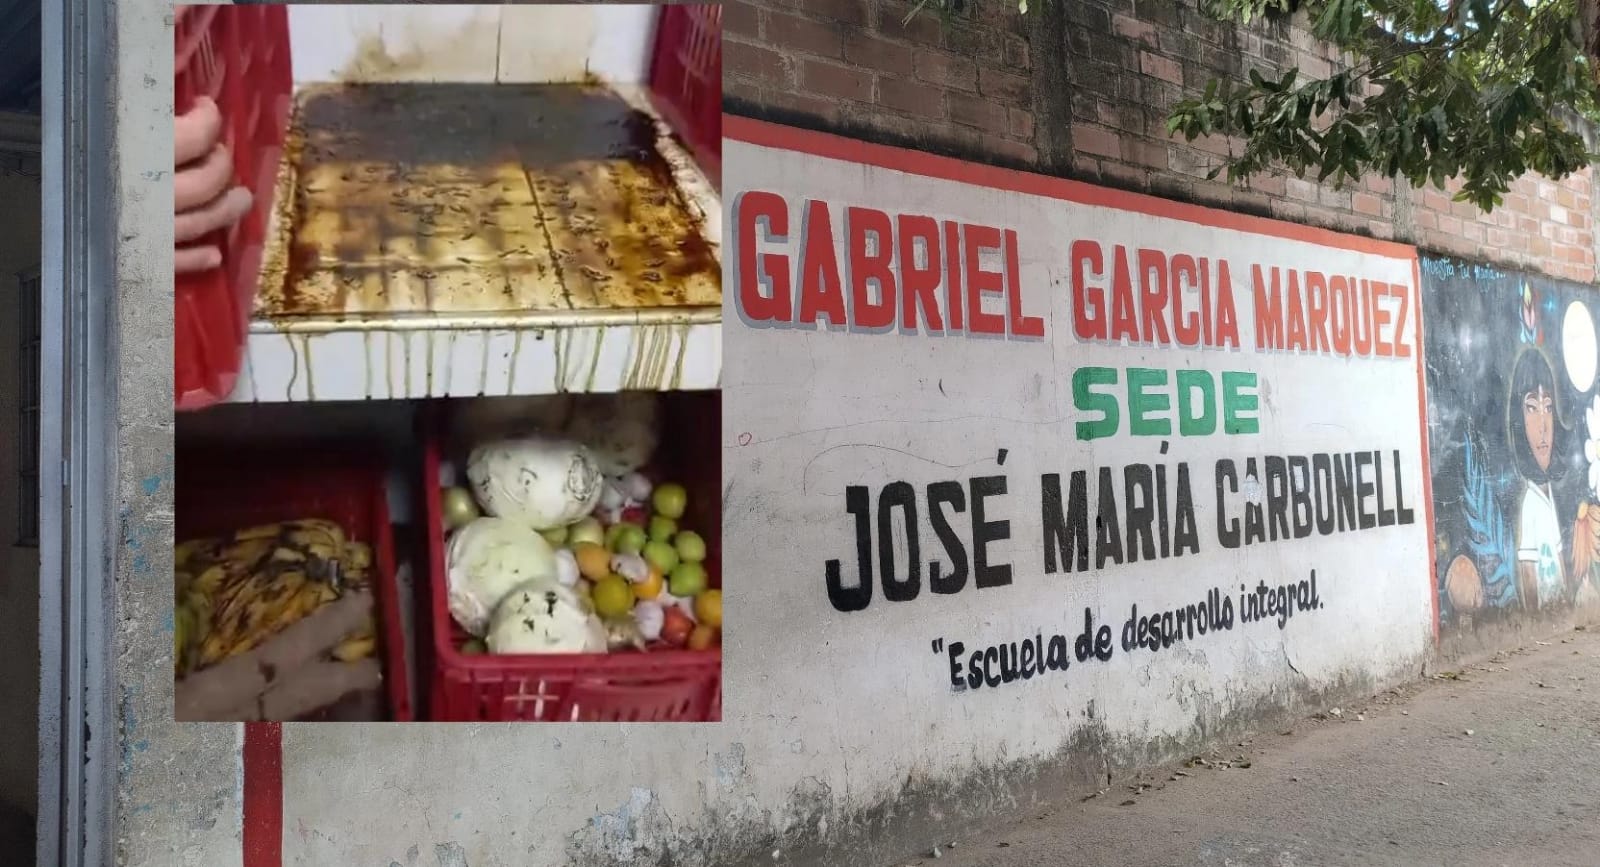 GABRIEL GARCIA MARQUEZ
SEDE
JOSÉ MARÍA CARBONELL
"Escuela de desarrollo integral.